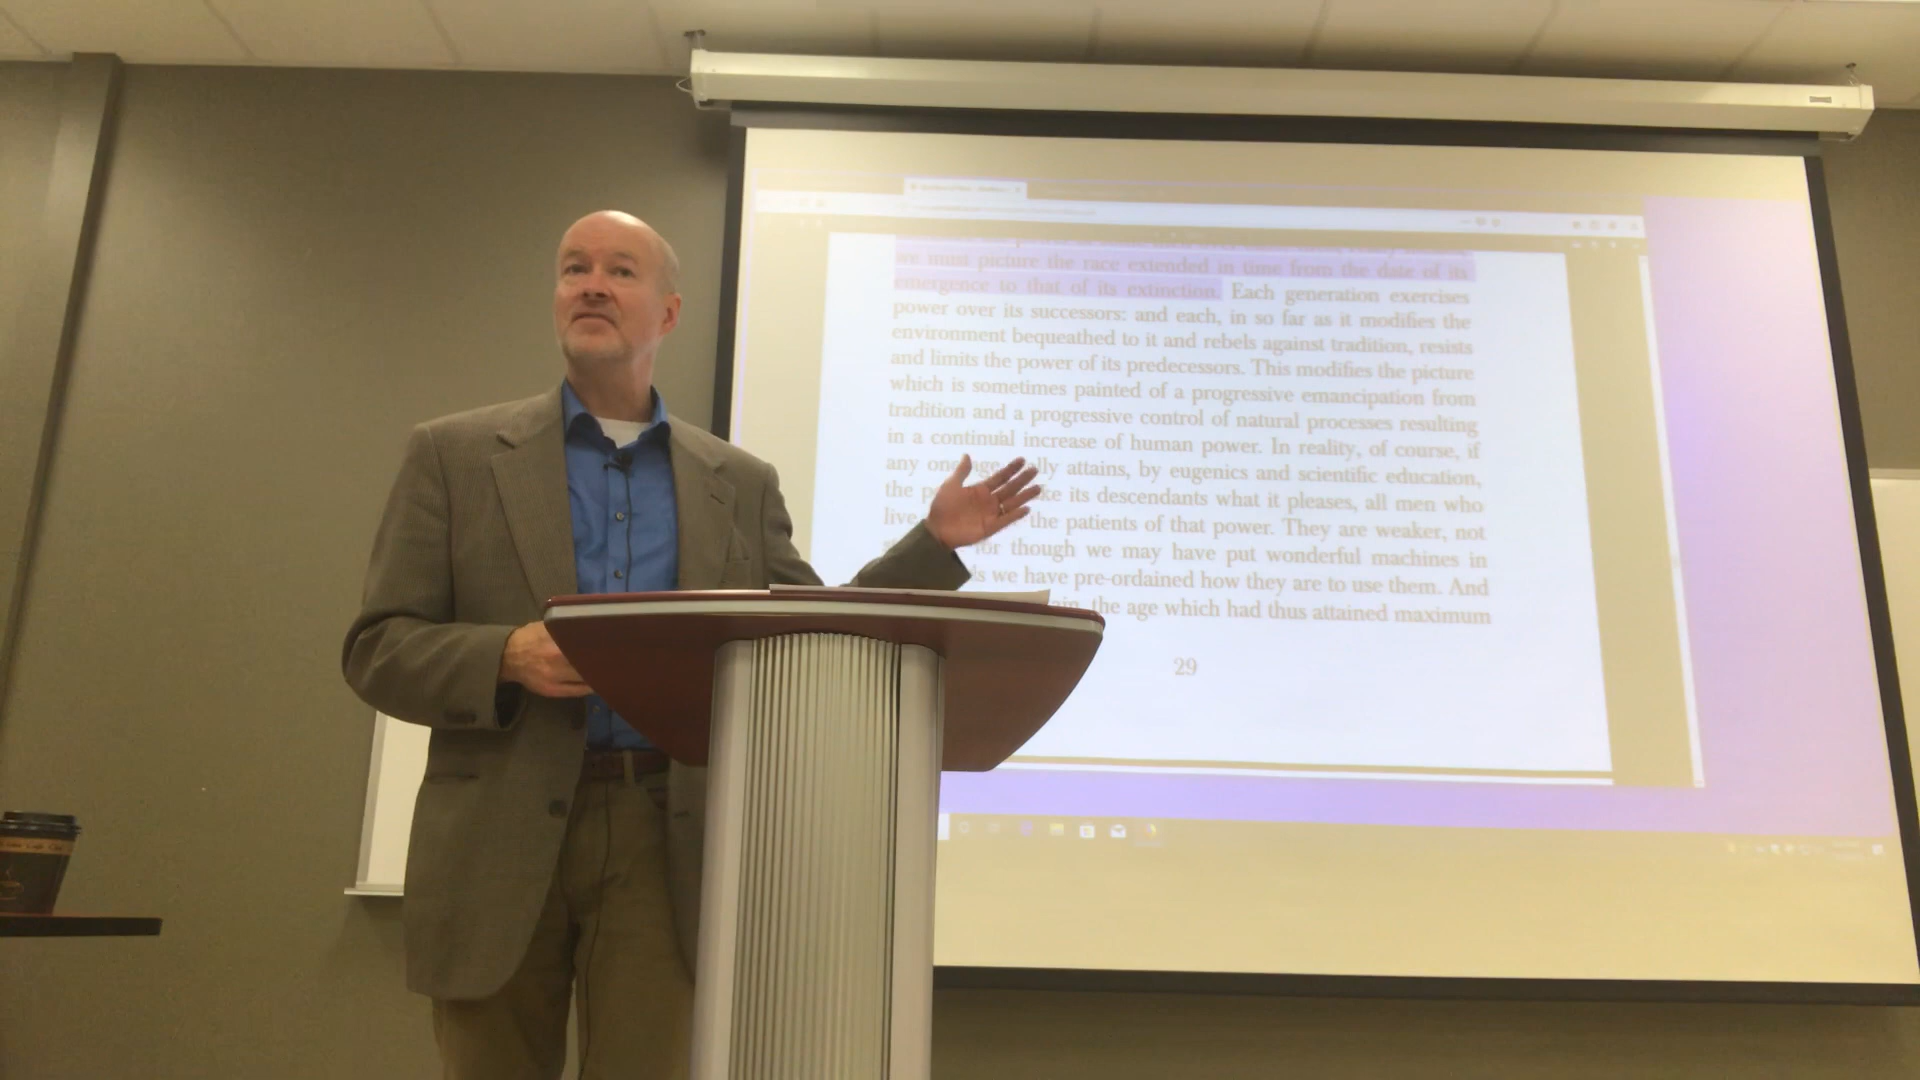 we must picture the race extended in time from the date of its
emergence to that of its extinction. Each generation exercises
power over its successors: and each, in so far as it modifies the
environment bequeathed to it and rebels against tradition, resists
and limits the power of its predecessors. This modifies the picture
which is sometimes painted of a progressive emancipation from
tradition and a progressive control of natural processes resulting
in a continual increase of human power. In reality, of course, if
any one age ally attains, by eugenics and scientific education,
the ke its descendants what it pleases, all men who
live the patients of that power. They are weaker, not
for though we may have put wonderful machines in
ds we have pre-ordained how they are to use them. And
ain, the age which had thus attained maximum
29